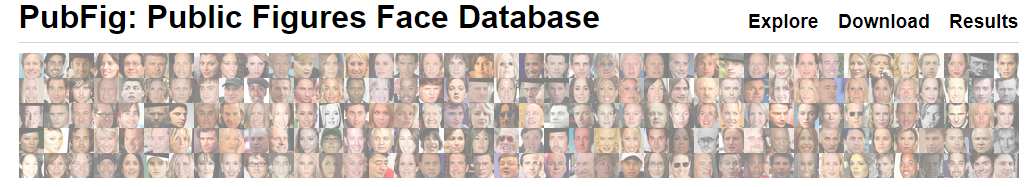 PubFig: Public Figures Face Database
Explore Download Results